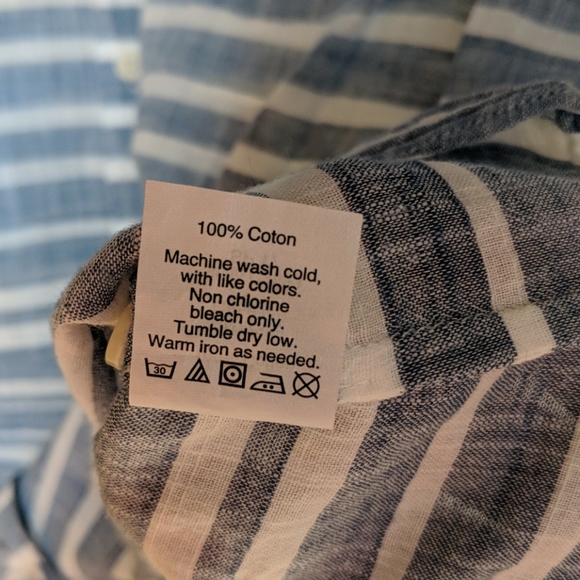 100% Coton
Machine wash cold,
with like colors.
Non chlorine
bleach only.
Tumble dry low.
Warm iron as needed.
30